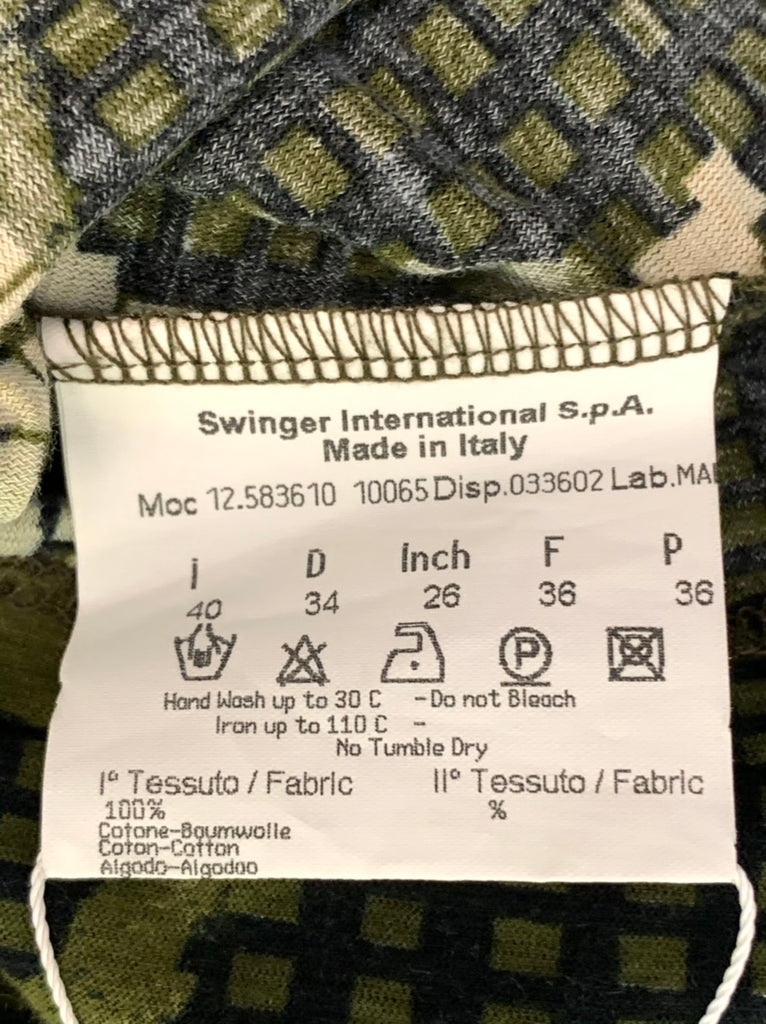 Swinger International S.p.A.
Made in Italy
Moc 12.583610 10065 Disp.033602 Lab.
I D Inch F P
40 34 26 36 36
P
Hand Wash up to 30 C -Do not Bleach
Iron up to 110 C -
No Tumble Dry
I° Tessuto / Fabric II° Tessuto / Fabric
100% %
Cotone-Baumwolle
Coton-Cotton
Algodo-Algodao